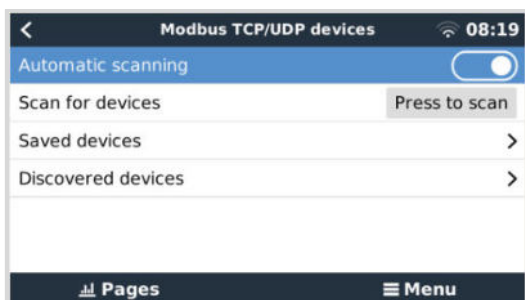 Modbus TCP/UDP devices 08:19
Automatic scanning
Scan for devices Press to scan
Saved devices
Discovered devices
Pages Menu